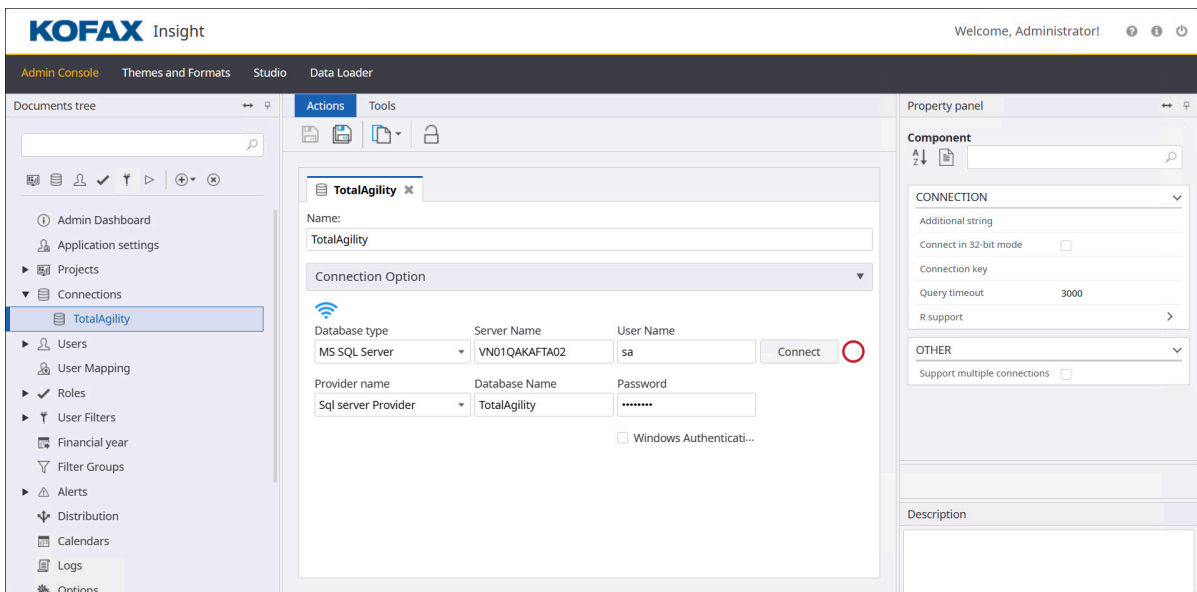 KOFAX Insight
Welcome, Administrator!
Admin Console Themes and Formats Studio Data Loader
Documents tree
Admin Dashboard
Application settings
Projects
Connections
TotalAgility
Users
User Mapping
Roles
User Filters
Financial year
Filter Groups
Alerts
Distribution
Calendars
Logs
Options
Actions Tools
TotalAgility
Name:
TotalAgility
Connection Option
Database type Server Name User Name
MS SQL Server VN01QAKAFTA02 sa Connect
Provider name Database Name Password
Sql server Provider TotalAgility ••••••••
Windows Authenticati...
Property panel
Component
CONNECTION
Additional string
Connect in 32-bit mode
Connection key
Query timeout 3000
R support
OTHER
Support multiple connections
Description